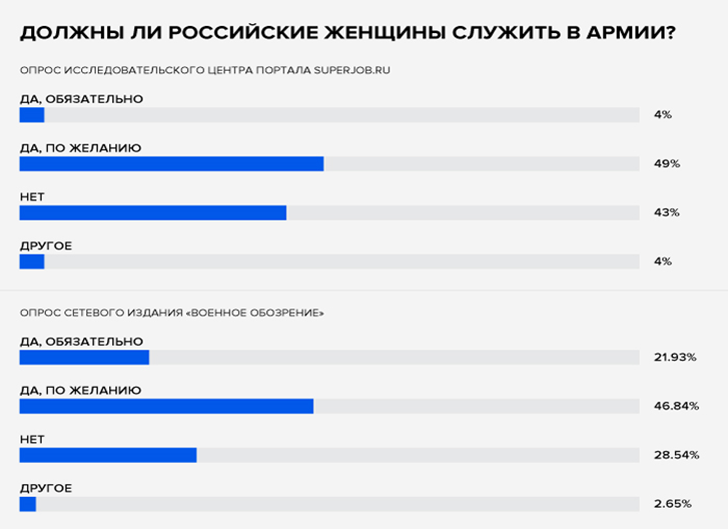 ДОЛЖНЫ ЛИ РОССИЙСКИЕ ЖЕНЩИНЫ СЛУЖИТЬ В АРМИИ?
ОПРОС ИССЛЕДОВАТЕЛЬСКОГО ЦЕНТРА ПОРТАЛА SUPERJOB.RU
ДА, ОБЯЗАТЕЛЬНО
4%
ДА, ПО ЖЕЛАНИЮ
49%
НЕТ
43%
ДРУГОЕ
4%
ОПРОС СЕТЕВОГО ИЗДАНИЯ «ВОЕННОЕ ОБОЗРЕНИЕ»
ДА, ОБЯЗАТЕЛЬНО
21.93%
ДА, ПО ЖЕЛАНИЮ
46.84%
НЕТ
28.54%
ДРУГОЕ
2.65%